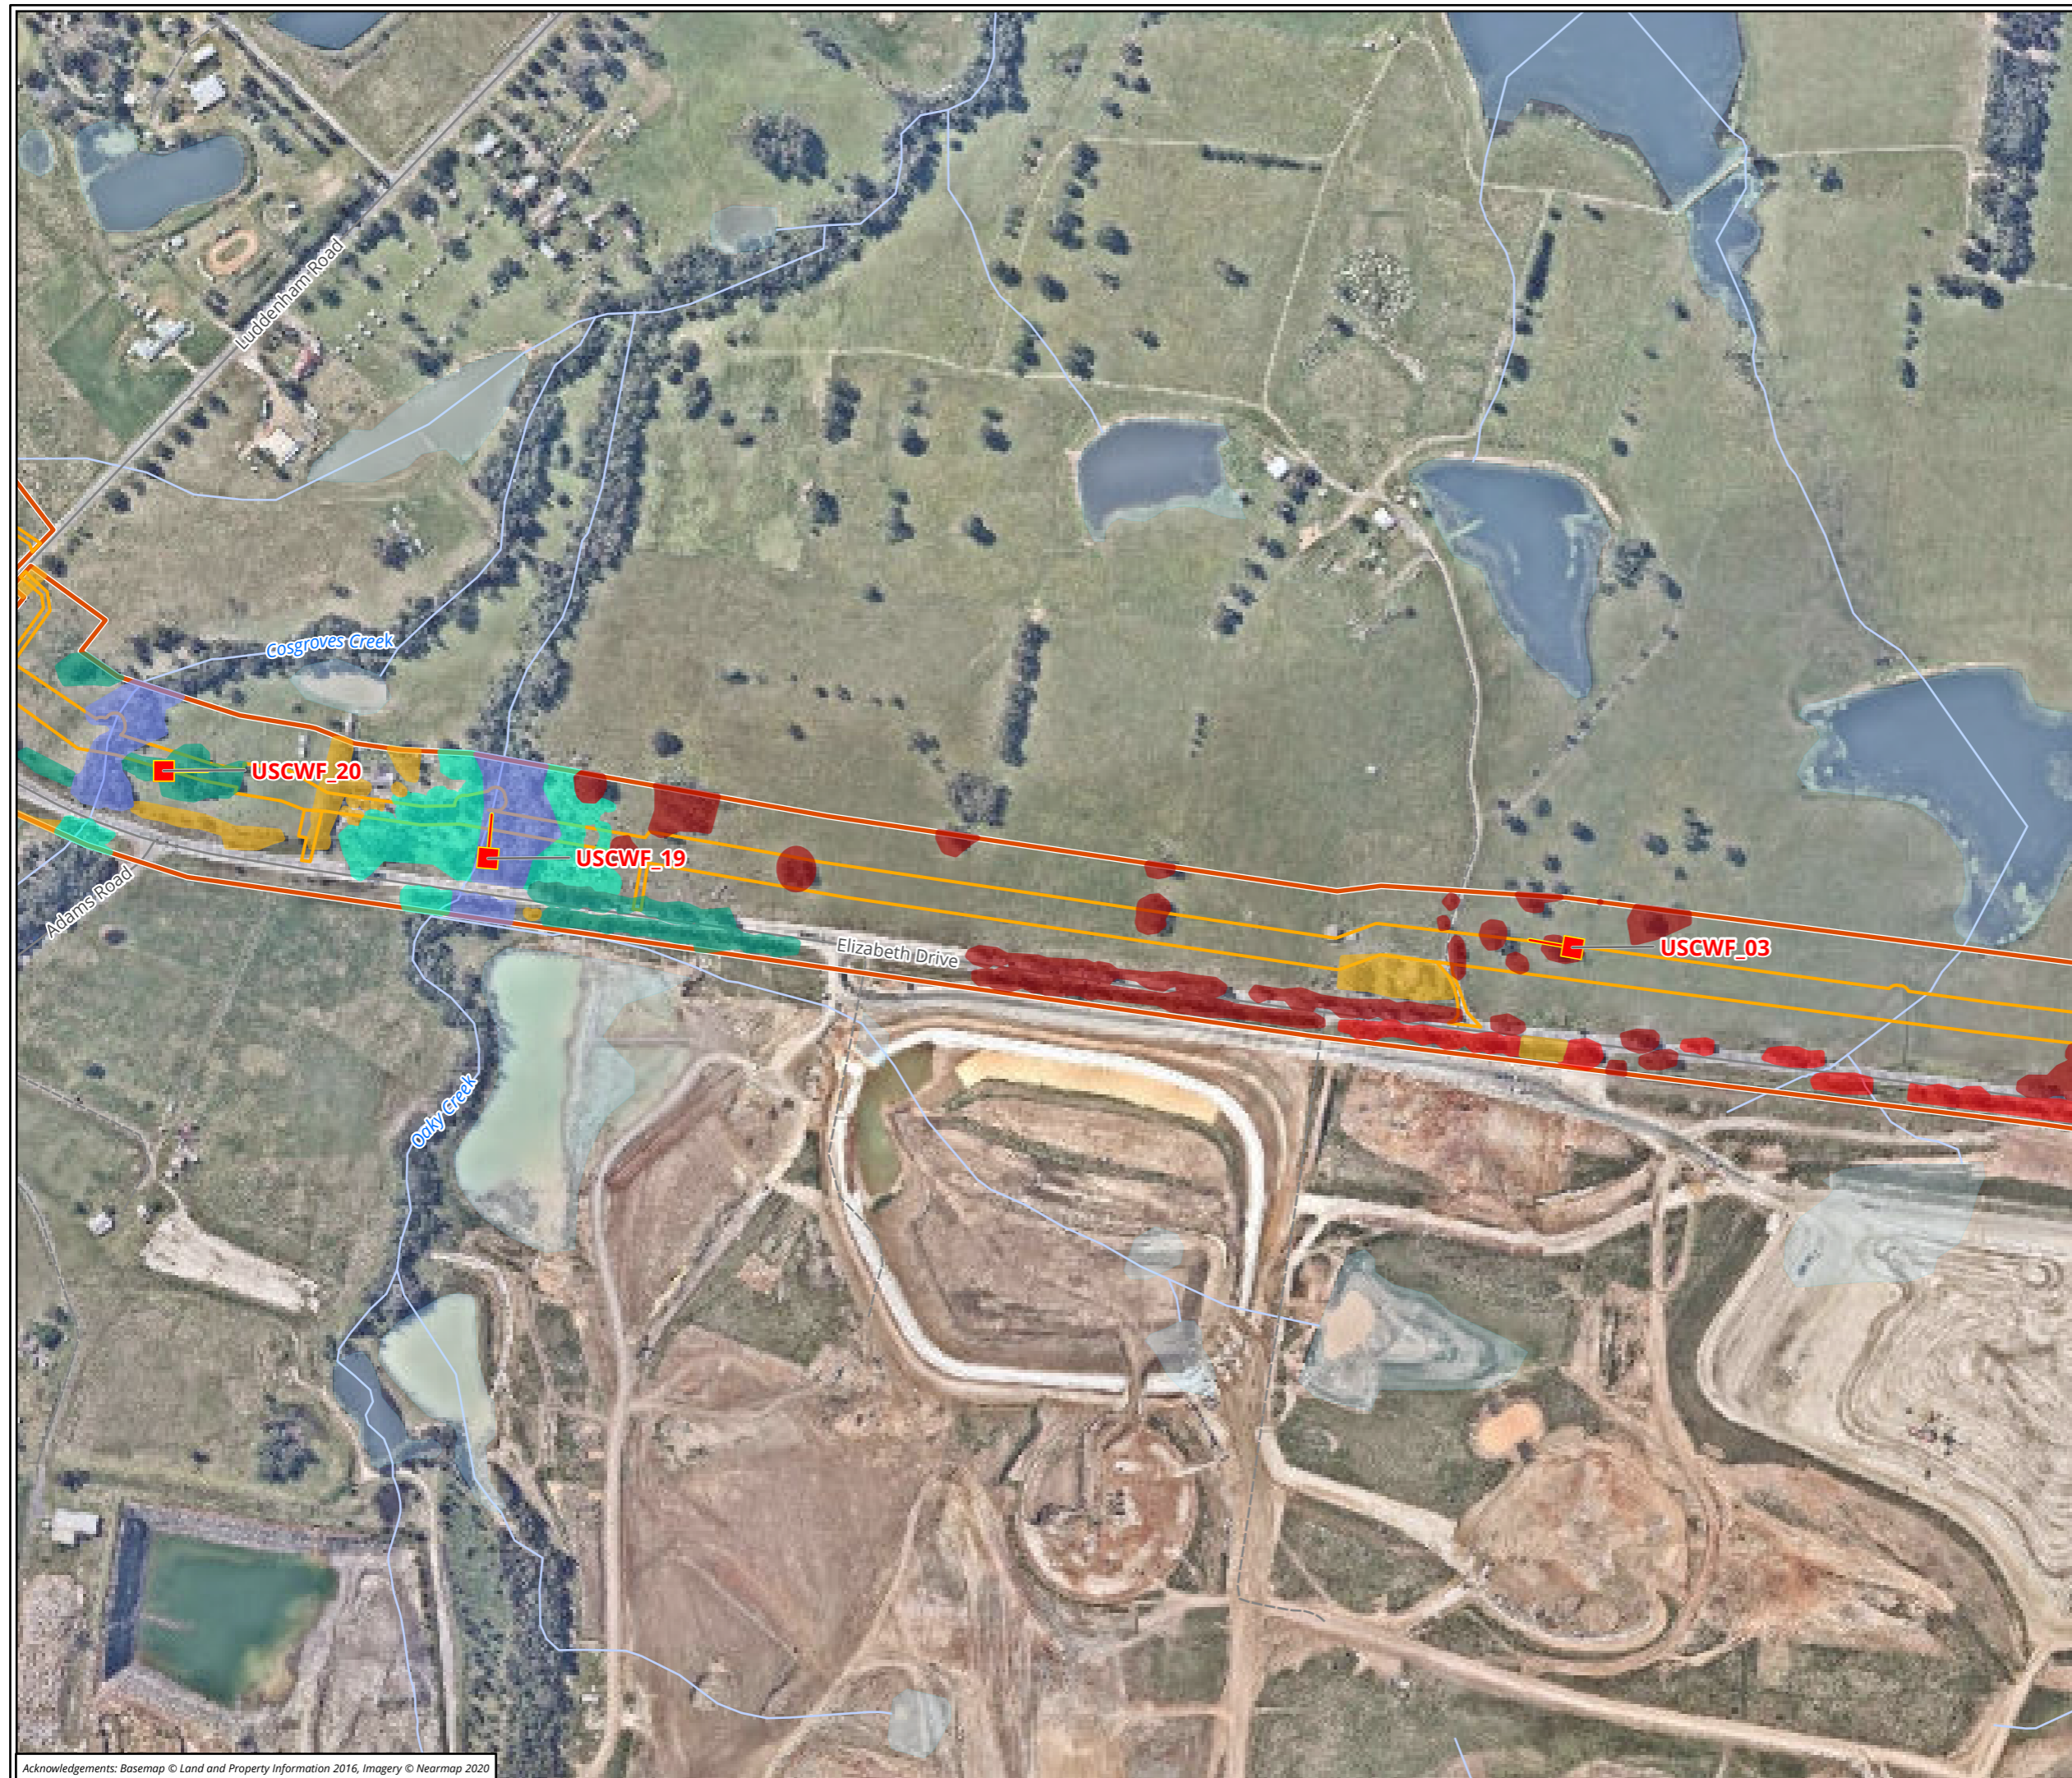 Luddenham Road
Cosgroves Creek
USCWF_20
USCWF_19
Adams Road
Elizabeth Drive
USCWF_03
Oaky Creek
Acknowledgements: Basemap © Land and Property Information 2016, Imagery © Nearmap 2020